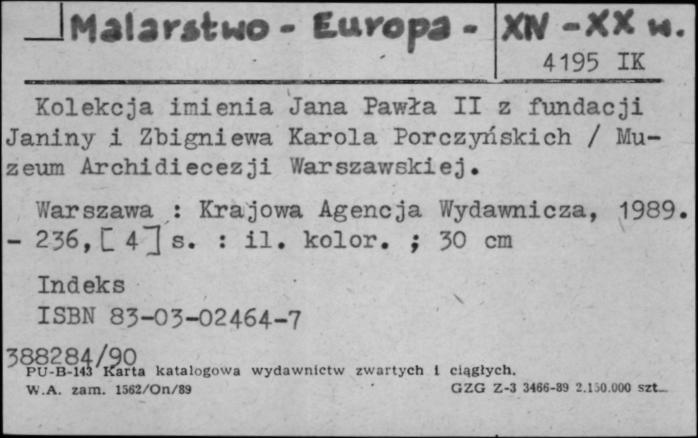 Malarstwo - Europa - XIV - XX w.
4195 IK
Kolekcja imienia Jana Pawła II z fundacji
Janiny i Zbigniewa Karola Porczyńskich / Mu-
zeum Archidiecezji Warszawskiej.
Warszawa : Krajowa Agencja Wydawnicza, 1989.
- 236, [4] s. : il. kolor. ; 30 cm
Indeks
ISBN 83-03-02464-7
388284/90
PU-B-143 Karta katalogowa wydawnictw zwartych i ciągłych.
W.A. zam. 1562/On/89 GZG Z-3 3466-89 2.150.000 szt.